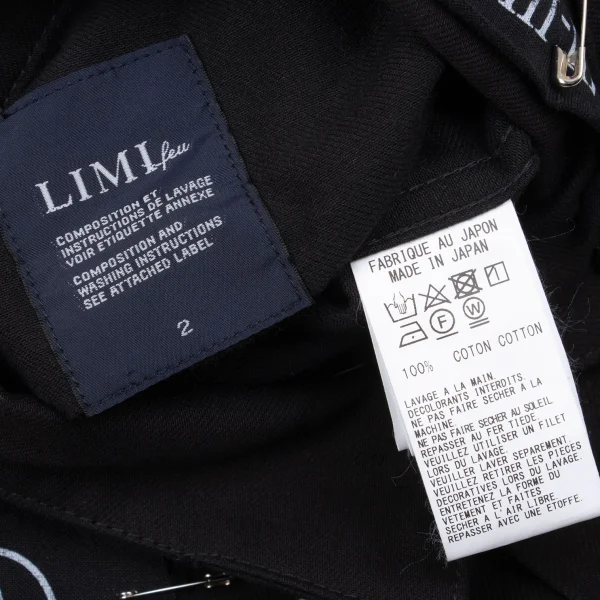 LIMI feu
COMPOSITION ET
INSTRUCTIONS DE LAVAGE
VOIR ETIQUETTE ANNEXE
COMPOSITION AND
WASHING INSTRUCTIONS
SEE ATTACHED LABEL
2
FABRIQUE AU JAPON
MADE IN JAPAN
F W
100% COTON COTTON
LAVAGE A LA MAIN.
DECOLORANTS INTERDITS
NE PAS FAIRE SECHER A LA
MACHINE.
NE PAS FAIRE SECHER AU SOLEIL
REPASSER AU FER TIEDE.
VEUILLEZ UTILISER UN FILET
LORS DU LAVAGE.
VEUILLER LAVER SEPAREMENT.
VEUILLEZ RETIRER LES PIECES
DECORATIVES LORS DU LAVAGE.
ENTRETENEZ LA FORME DU
VETEMENT ET FAITES
SECHER A L'AIR LIBRE.
REPASSER AVEC UNE ETOFFE.